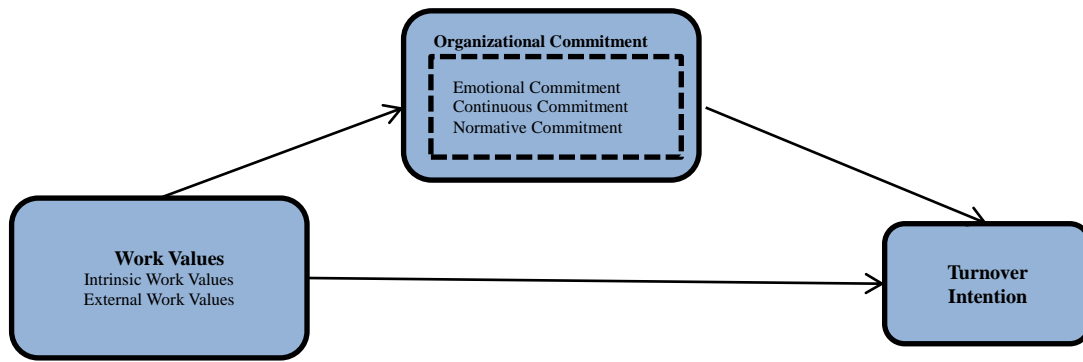 Organizational Commitment
Emotional Commitment
Continuous Commitment
Normative Commitment
Work Values
Intrinsic Work Values
External Work Values
Turnover
Intention